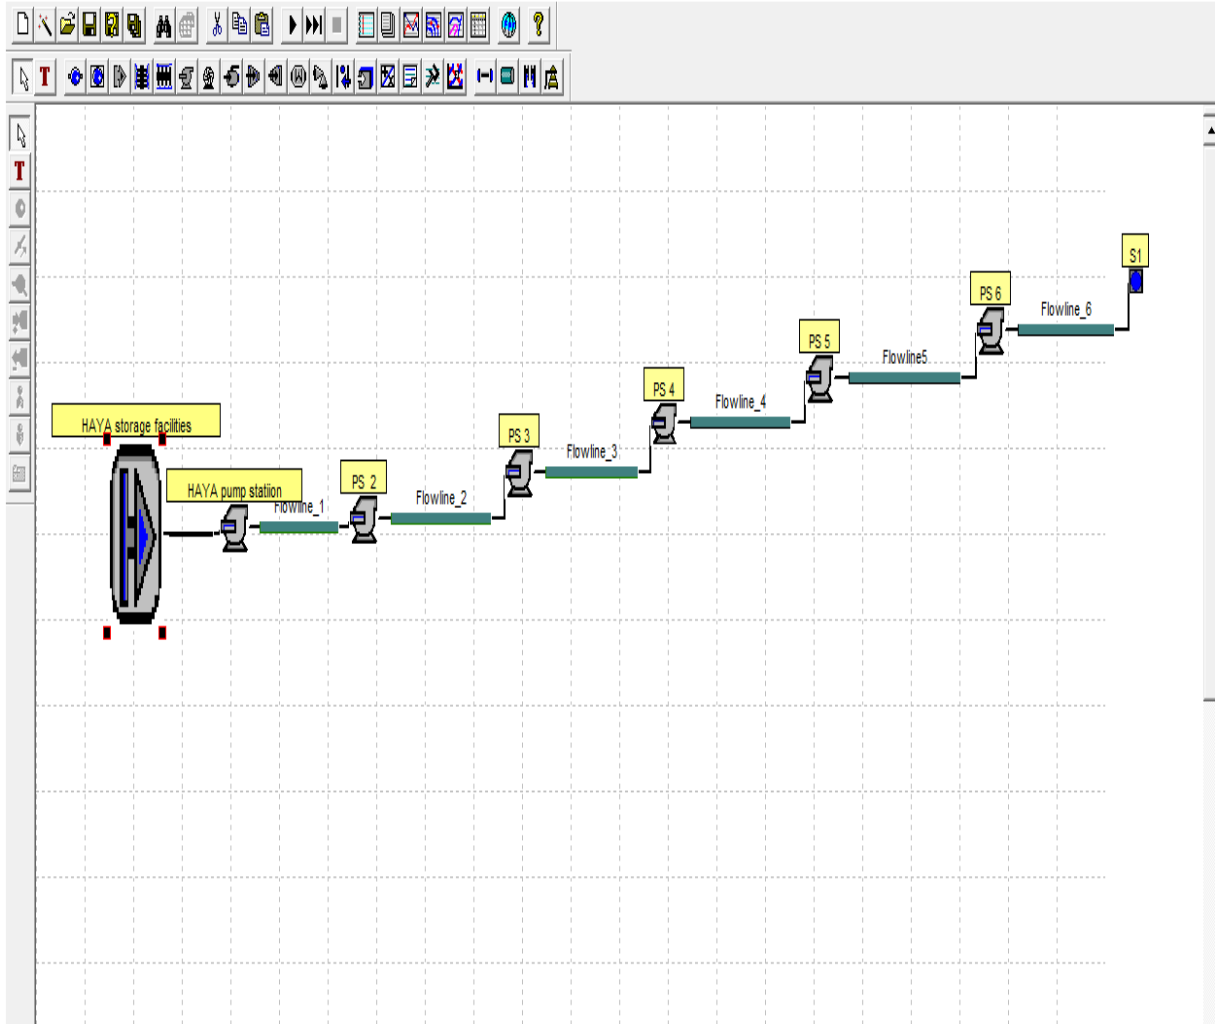 T
T
S1
PS 6
Flowline_6
PS 5
Flowline5
PS 4
Flowline_4
PS 3
Flowline_3
HAYA storage facilities
PS 2
Flowline_2
HAYA pump statiion
Flowline_1